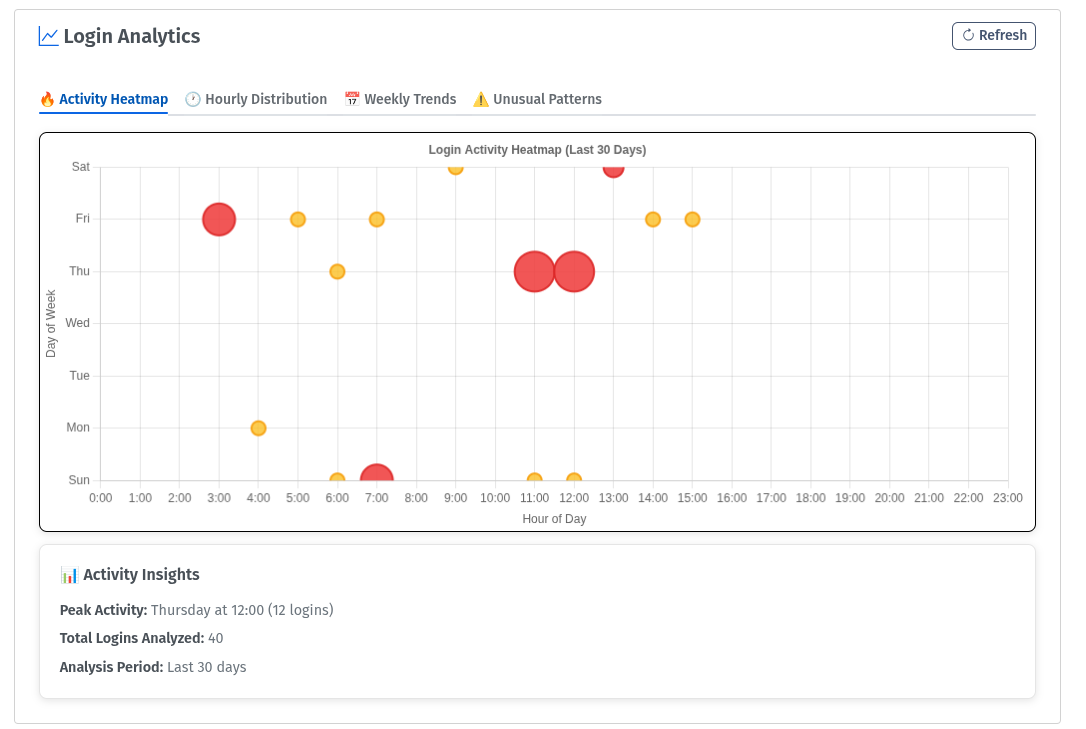 Login Analytics
Refresh
Activity Heatmap Hourly Distribution Weekly Trends Unusual Patterns
Login Activity Heatmap (Last 30 Days)
Sat
Fri
Thu
Wed
Tue
Mon
Sun
Day of Week
0:00 1:00 2:00 3:00 4:00 5:00 6:00 7:00 8:00 9:00 10:00 11:00 12:00 13:00 14:00 15:00 16:00 17:00 18:00 19:00 20:00 21:00 22:00 23:00
Hour of Day
Activity Insights
Peak Activity: Thursday at 12:00 (12 logins)
Total Logins Analyzed: 40
Analysis Period: Last 30 days